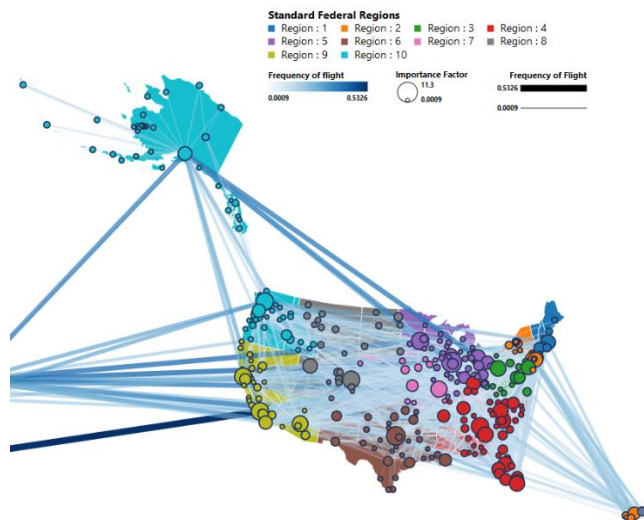 Standard Federal Regions
Region : 1 Region : 2 Region : 3 Region : 4
Region : 5 Region : 6 Region : 7 Region : 8
Region : 9 Region : 10
Frequency of flight
0.0009 0.5326
Importance Factor
11.3
0.0009
Frequency of Flight
0.5326
0.0009